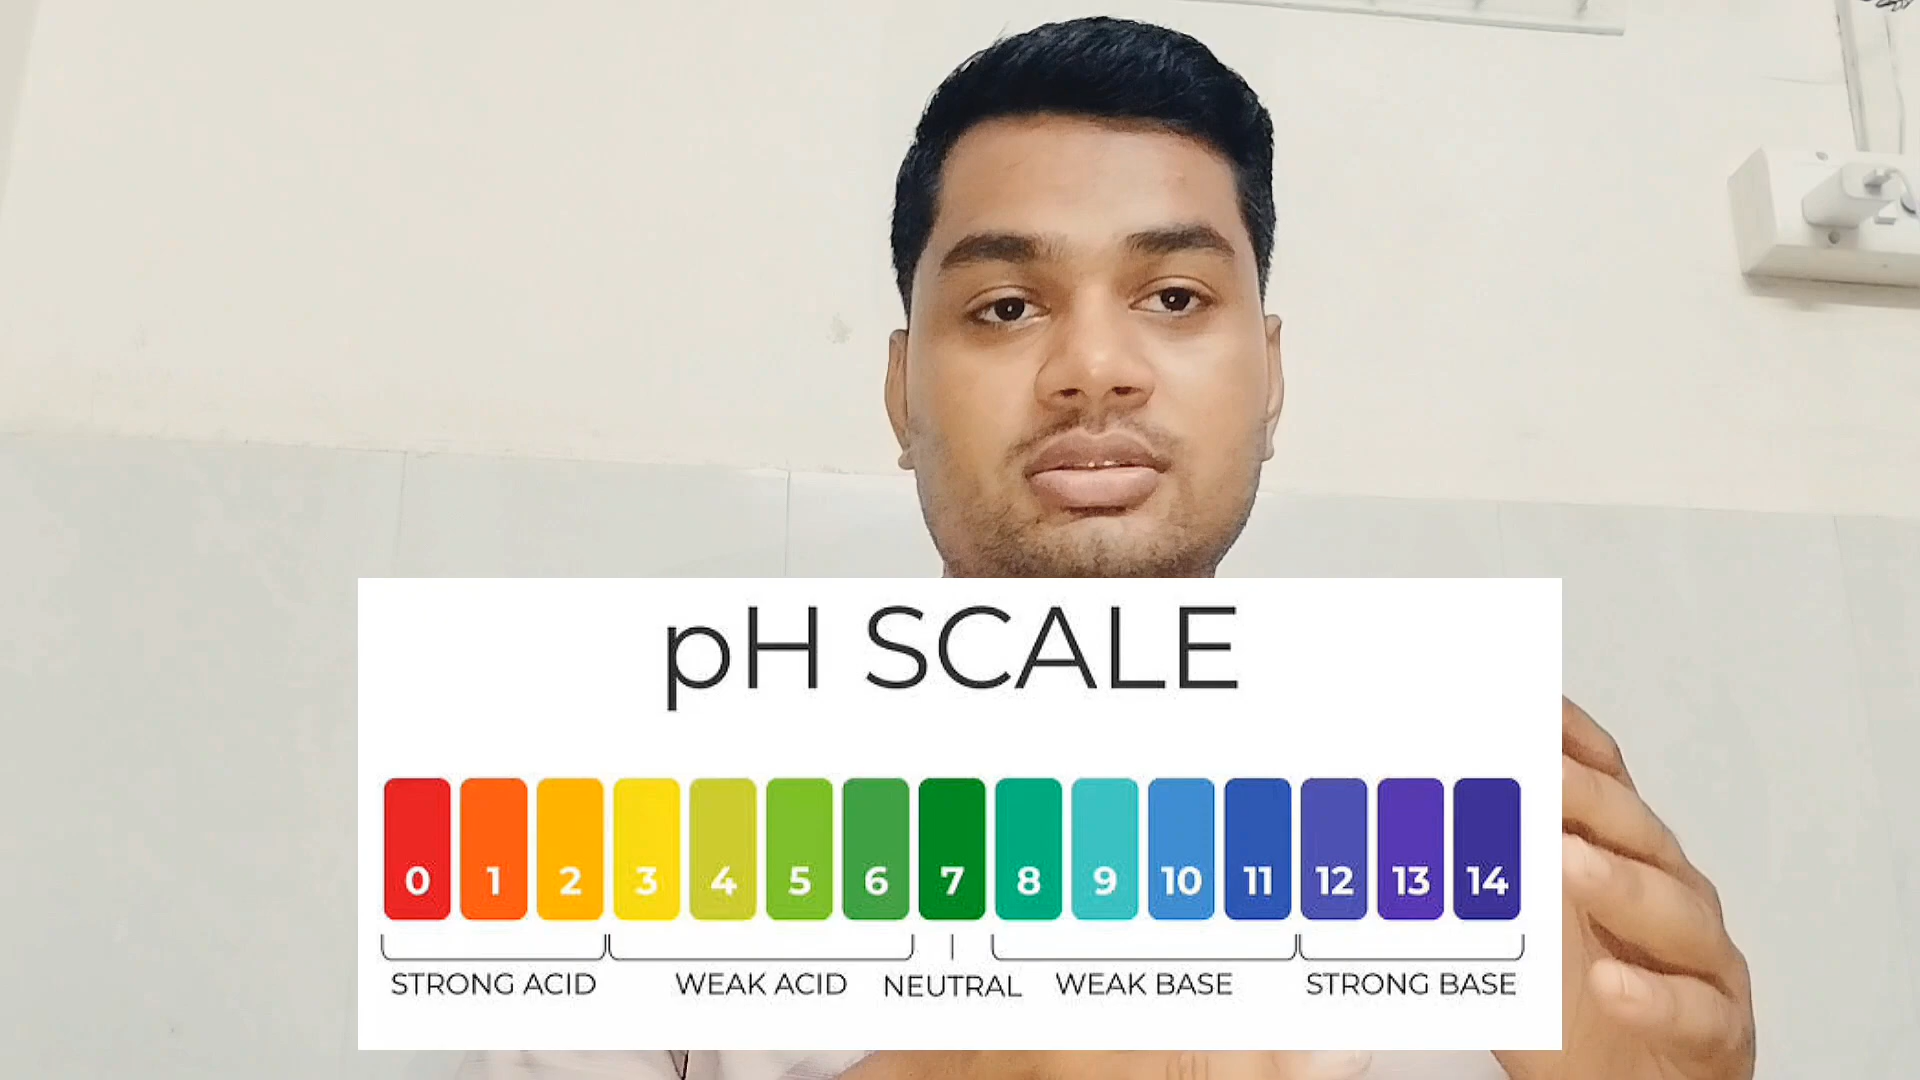 pH SCALE
0 1 2 3 4 5 6 7 8 9 10 11 12 13 14
STRONG ACID WEAK ACID NEUTRAL WEAK BASE STRONG BASE